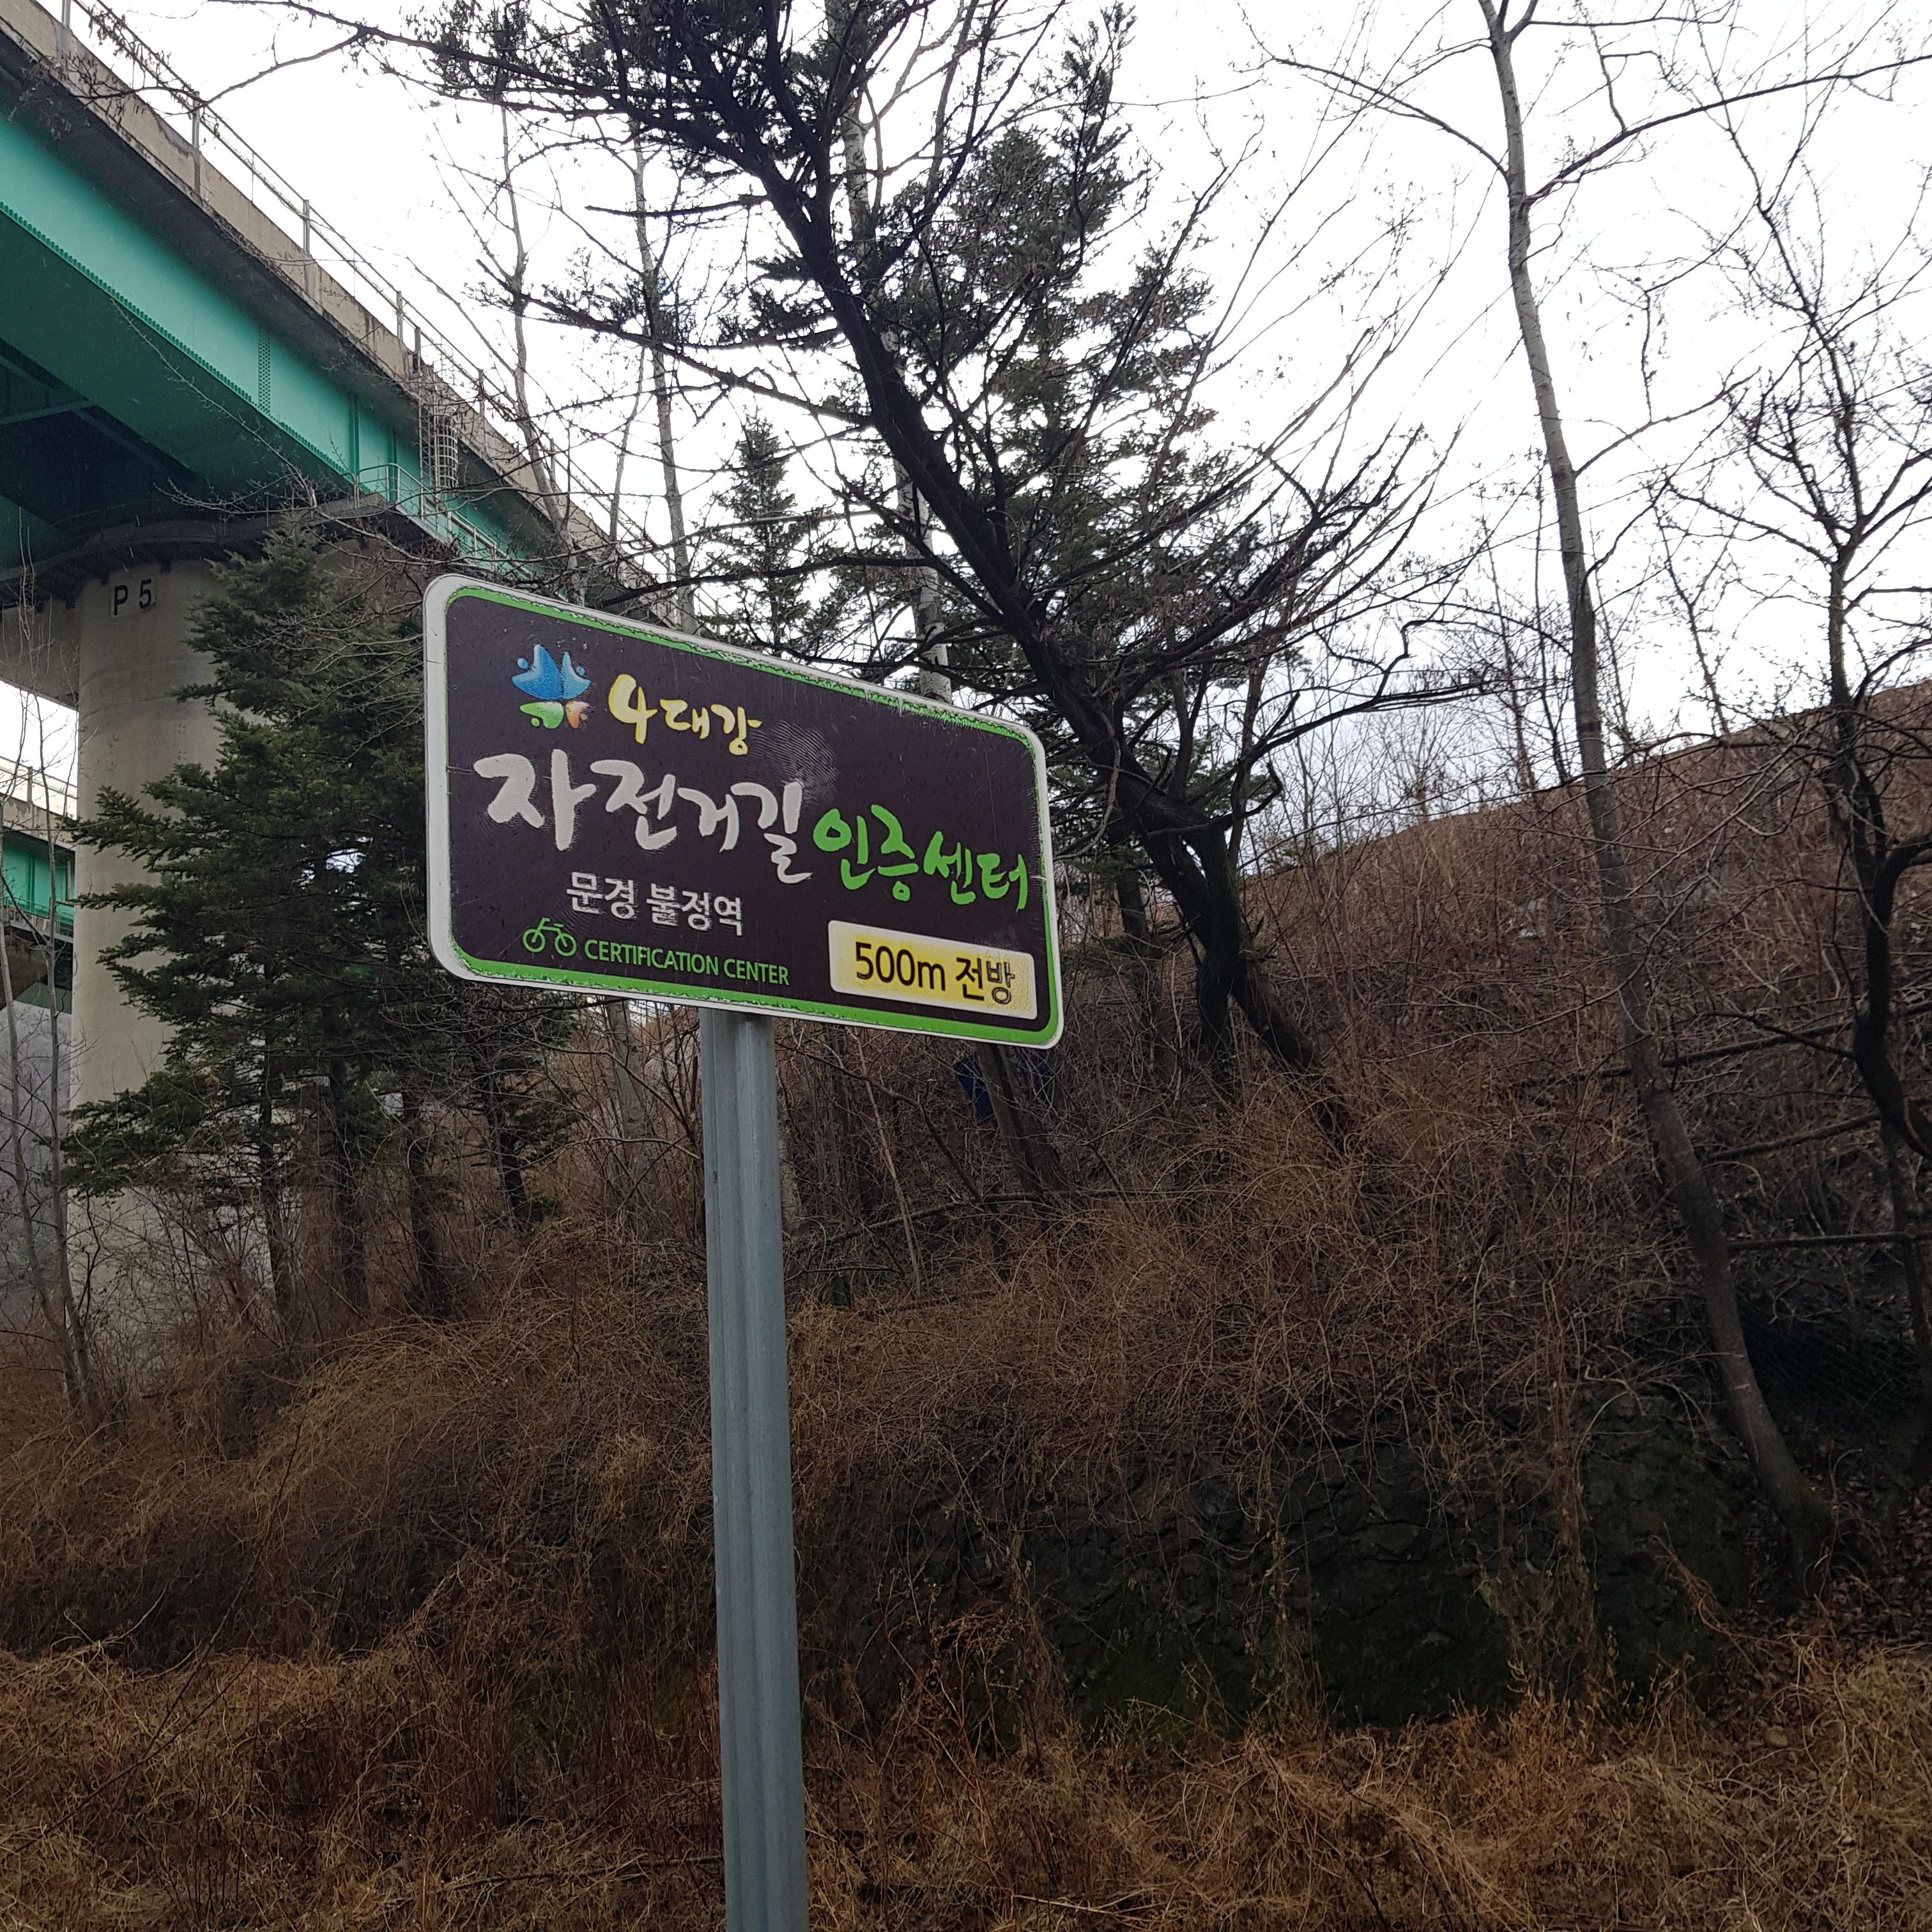 P 5
4대강
자전거길 인증센터
문경 불정역
CERTIFICATION CENTER
500m 전방